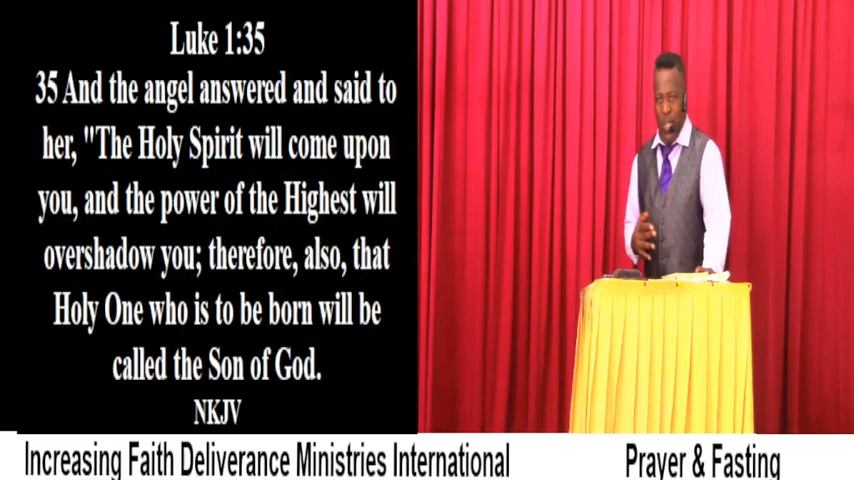 Luke 1:35
35 And the angel answered and said to
her, "The Holy Spirit will come upon
you, and the power of the Highest will
overshadow you; therefore, also, that
Holy One who is to be born will be
called the Son of God.
NKJV
Increasing Faith Deliverance Ministries International
Prayer & Fasting